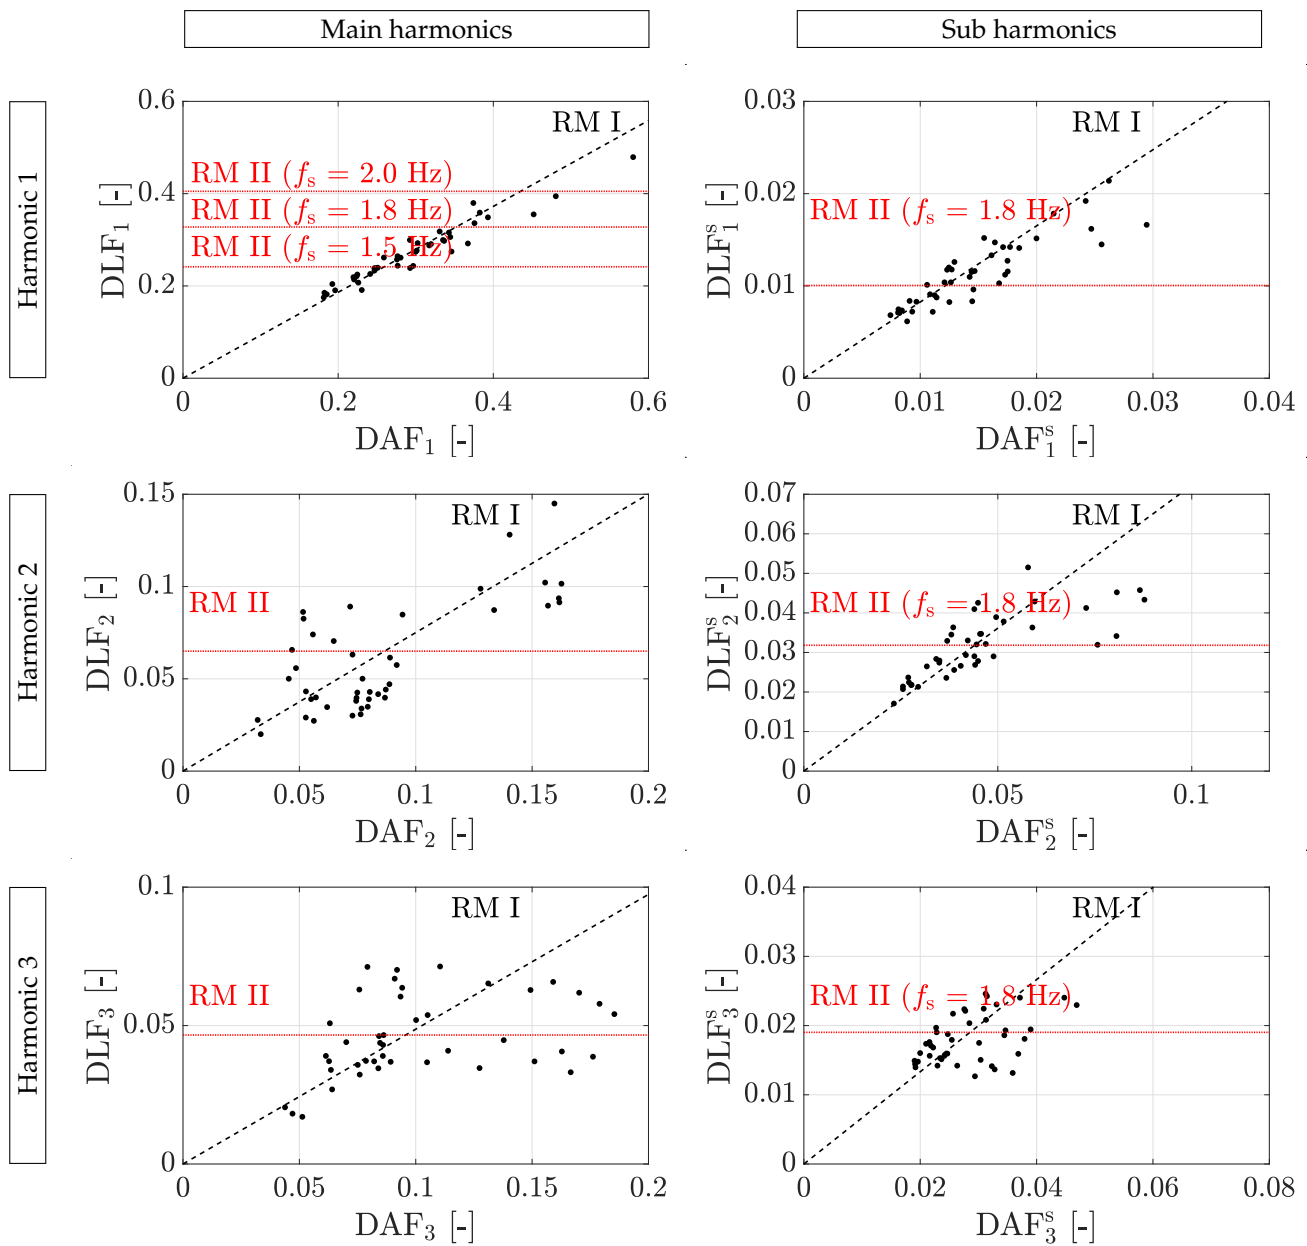 Main harmonics
Sub harmonics
Harmonic 1
0.6
0.4
0.2
0
DLF₁ [-]
RM I
RM II (fₛ = 2.0 Hz)
RM II (fₛ = 1.8 Hz)
RM II (fₛ = 1.5 Hz)
0 0.2 0.4 0.6
DAF₁ [-]
0.03
0.02
0.01
0
DLF₁ˢ [-]
RM I
RM II (fₛ = 1.8 Hz)
0 0.01 0.02 0.03 0.04
DAF₁ˢ [-]
Harmonic 2
0.15
0.1
0.05
0
DLF₂ [-]
RM I
RM II
0 0.05 0.1 0.15 0.2
DAF₂ [-]
0.07
0.06
0.05
0.04
0.03
0.02
0.01
0
DLF₂ˢ [-]
RM I
RM II (fₛ = 1.8 Hz)
0 0.05 0.1
DAF₂ˢ [-]
Harmonic 3
0.1
0.05
0
DLF₃ [-]
RM I
RM II
0 0.05 0.1 0.15 0.2
DAF₃ [-]
0.04
0.03
0.02
0.01
0
DLF₃ˢ [-]
RM I
RM II (fₛ = 1.8 Hz)
0 0.02 0.04 0.06 0.08
DAF₃ˢ [-]